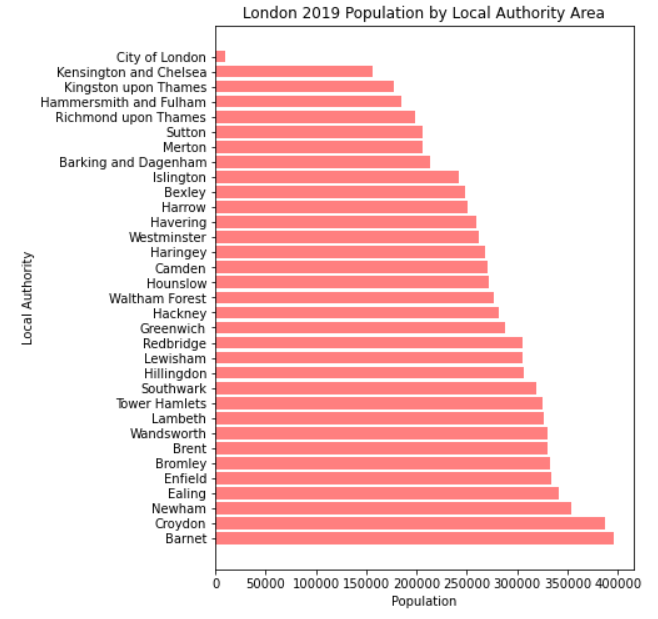 London 2019 Population by Local Authority Area
City of London
Kensington and Chelsea
Kingston upon Thames
Hammersmith and Fulham
Richmond upon Thames
Sutton
Merton
Barking and Dagenham
Islington
Bexley
Harrow
Havering
Westminster
Haringey
Camden
Hounslow
Waltham Forest
Hackney
Greenwich
Redbridge
Lewisham
Hillingdon
Southwark
Tower Hamlets
Lambeth
Wandsworth
Brent
Bromley
Enfield
Ealing
Newham
Croydon
Barnet
Local Authority
0 50000 100000 150000 200000 250000 300000 350000 400000
Population